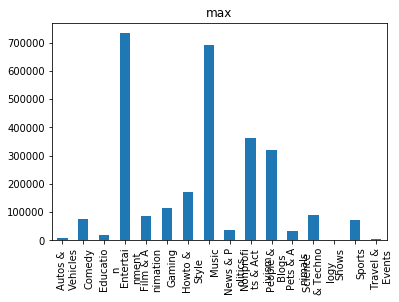 max
700000
600000
500000
400000
300000
200000
100000
0
Autos &
Vehicles
Comedy
Educatio
n
Entertai
nment
Film & A
nimation
Gaming
Howto &
Style
Music
News & P
olitics
Nonprofi
ts & Act
ivism
People &
Blogs
Pets & A
nimals
Science
& Techno
logy
Shows
Sports
Travel &
Events